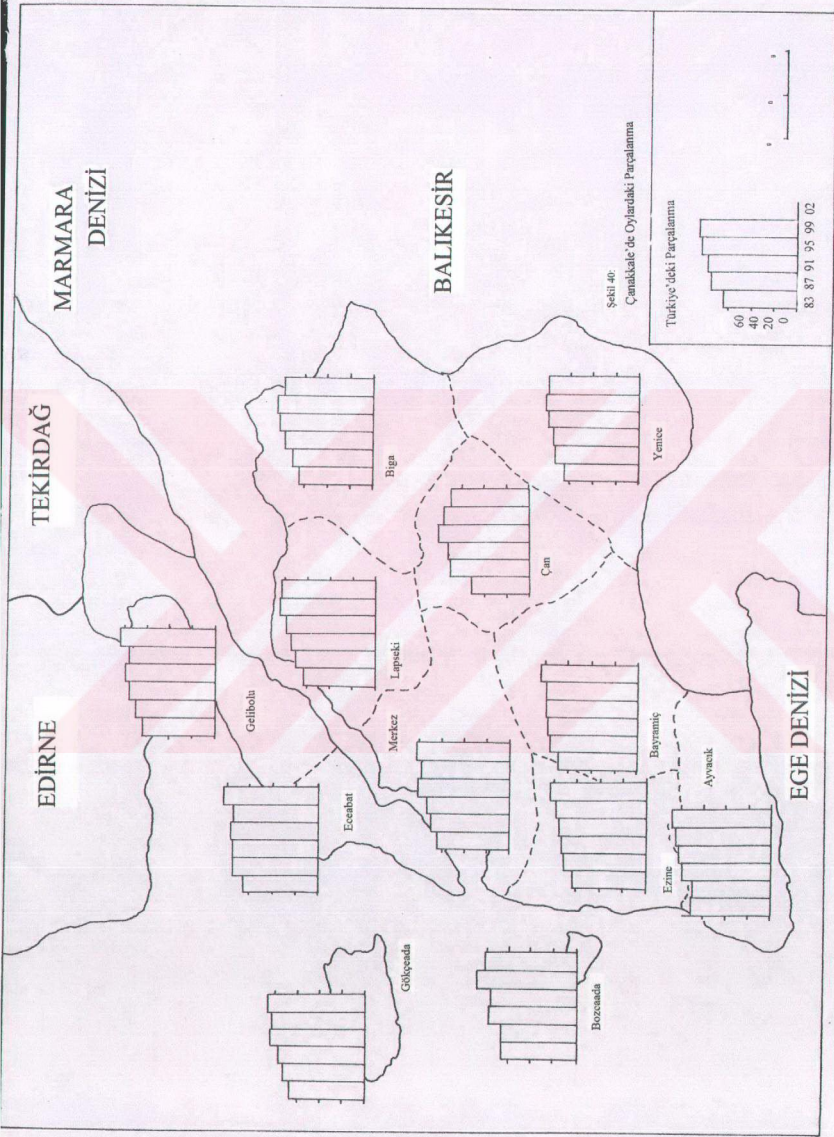 MARMARA
DENİZİ
TEKİRDAĞ
EDİRNE
BALIKESİR
EGE DENİZİ
Gelibolu
Eceabat
Gökçeada
Bozcaada
Lapseki
Merkez
Biga
Çan
Yenice
Bayramiç
Ezine
Ayvacık
Şekil 40:
Çanakkale'de Oylardaki Parçalanma
Türkiye'deki Parçalanma
60
40
20
0
83 87 91 95 99 02